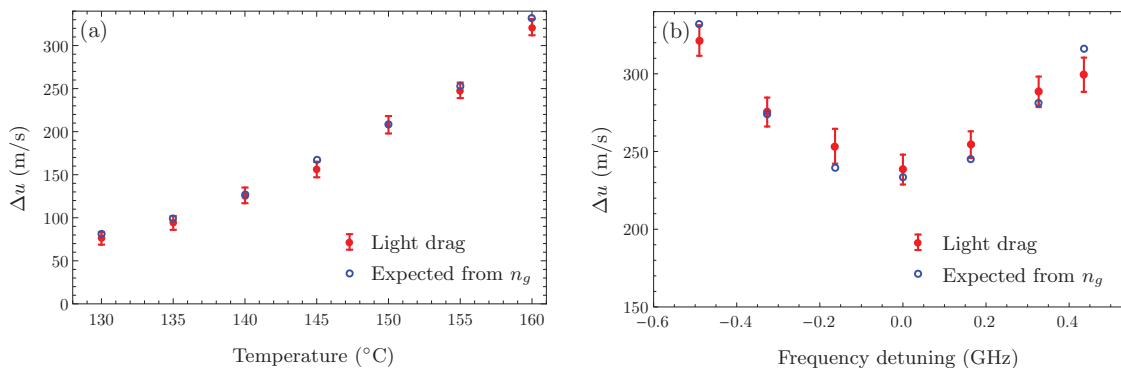 (a)
Δu (m/s)
350
300
250
200
150
100
50
0
Light drag
Expected from n_g
130 135 140 145 150 155 160
Temperature (°C)
(b)
Δu (m/s)
300
250
200
150
Light drag
Expected from n_g
−0.6 −0.4 −0.2 0.0 0.2 0.4
Frequency detuning (GHz)